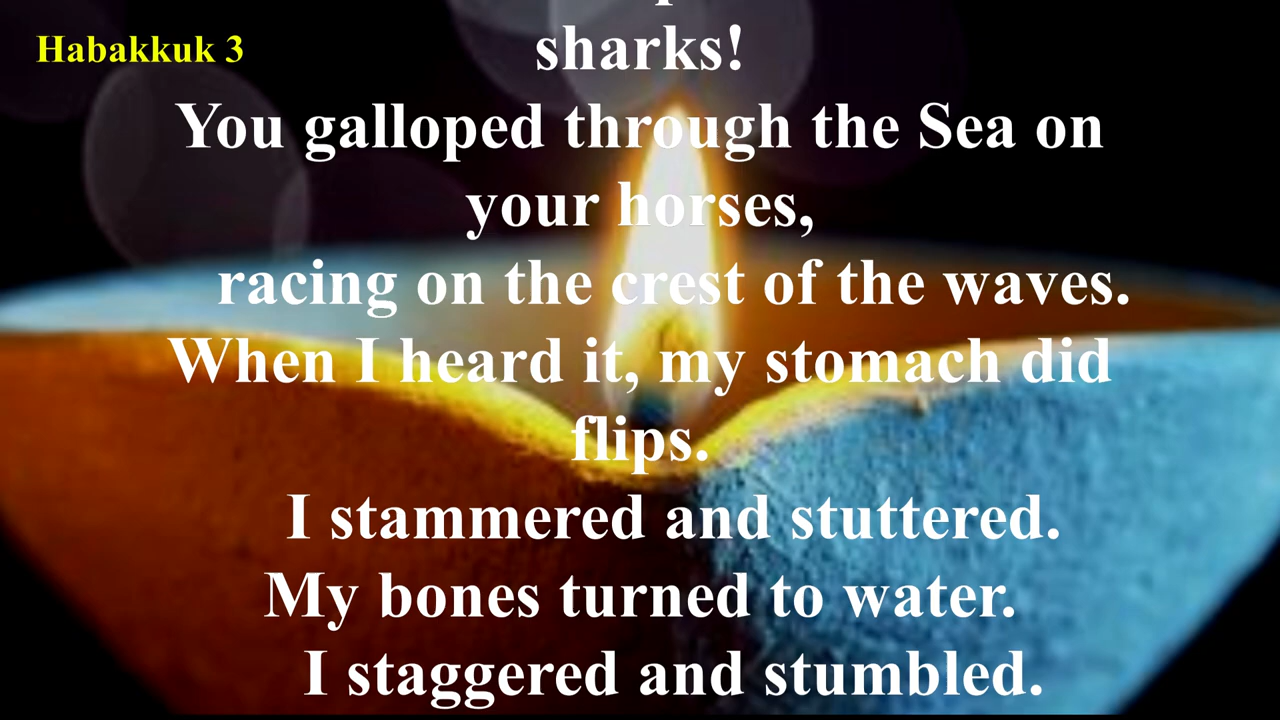 Habakkuk 3
sharks!
You galloped through the Sea on
your horses,
racing on the crest of the waves.
When I heard it, my stomach did
flips.
I stammered and stuttered.
My bones turned to water.
I staggered and stumbled.